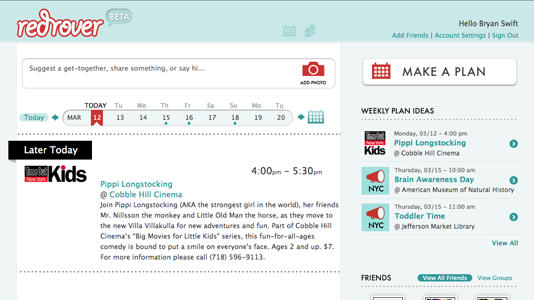 redrover
BETA
Hello Bryan Swift
Add Friends | Account Settings | Sign Out
Suggest a get-together, share something, or say hi...
ADD PHOTO
MAKE A PLAN
TODAY Tu We Th Fr Sa Su Mo Tu
Today MAR 12 13 14 15 16 17 18 19 20
Later Today
Time Out
New York Kids
4:00pm - 5:30pm
Pippi Longstocking
@ Cobble Hill Cinema
Join Pippi Longstocking (AKA the strongest girl in the world), her friends
Mr. Nillsson the monkey and Little Old Man the horse, as they move to
the new Villa Villakulla for new adventures and fun. Part of Cobble Hill
Cinema's "Big Movies for Little Kids" series, this fun-for-all-ages
comedy is bound to put a smile on everyone's face. Ages 2 and up. $7.
For more information please call (718) 596-9113.
WEEKLY PLAN IDEAS
Time Out
New York
Kids
Monday, 03/12 - 4:00 pm
Pippi Longstocking
@ Cobble Hill Cinema
NYC
Thursday, 03/15 - 10:00 am
Brain Awareness Day
@ American Museum of Natural History
NYC
Thursday, 03/15 - 11:00 am
Toddler Time
@ Jefferson Market Library
View All
FRIENDS
View All Friends
View Groups